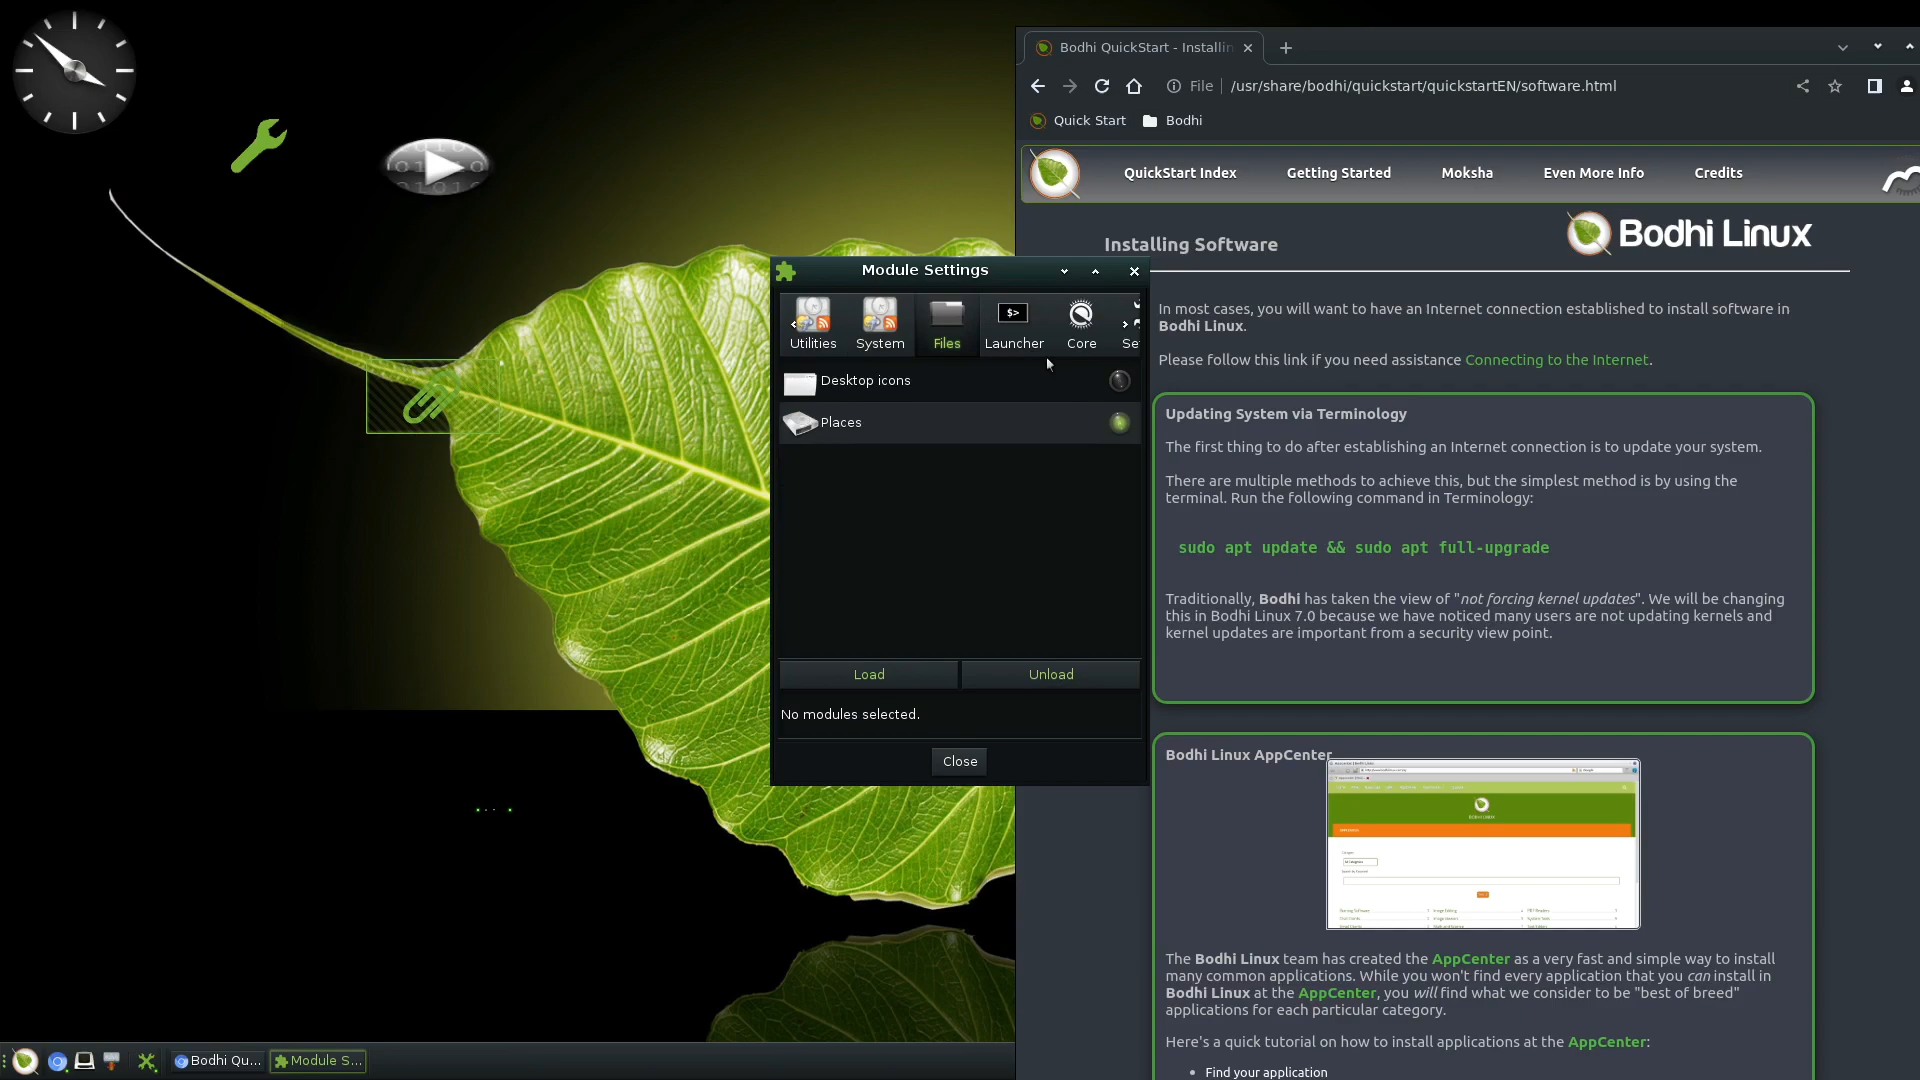 Bodhi QuickStart - Installin
File
/usr/share/bodhi/quickstart/quickstartEN/software.html
Quick Start
Bodhi
QuickStart Index
Getting Started
Moksha
Even More Info
Credits
Installing Software
Bodhi Linux
In most cases, you will want to have an Internet connection established to install software in
Bodhi Linux.
Please follow this link if you need assistance Connecting to the Internet.
Updating System via Terminology
The first thing to do after establishing an Internet connection is to update your system.
There are multiple methods to achieve this, but the simplest method is by using the
terminal. Run the following command in Terminology:
sudo apt update && sudo apt full-upgrade
Traditionally, Bodhi has taken the view of "not forcing kernel updates". We will be changing
this in Bodhi Linux 7.0 because we have noticed many users are not updating kernels and
kernel updates are important from a security view point.
Bodhi Linux AppCenter
The Bodhi Linux team has created the AppCenter as a very fast and simple way to install
many common applications. While you won't find every application that you can install in
Bodhi Linux at the AppCenter, you will find what we consider to be "best of breed"
applications for each particular category.
Here's a quick tutorial on how to install applications at the AppCenter:
• Find your application
Module Settings
$>
Utilities
System
Files
Launcher
Core
Se
Desktop icons
Places
Load
Unload
No modules selected.
Close
Bodhi Qu...
Module S...